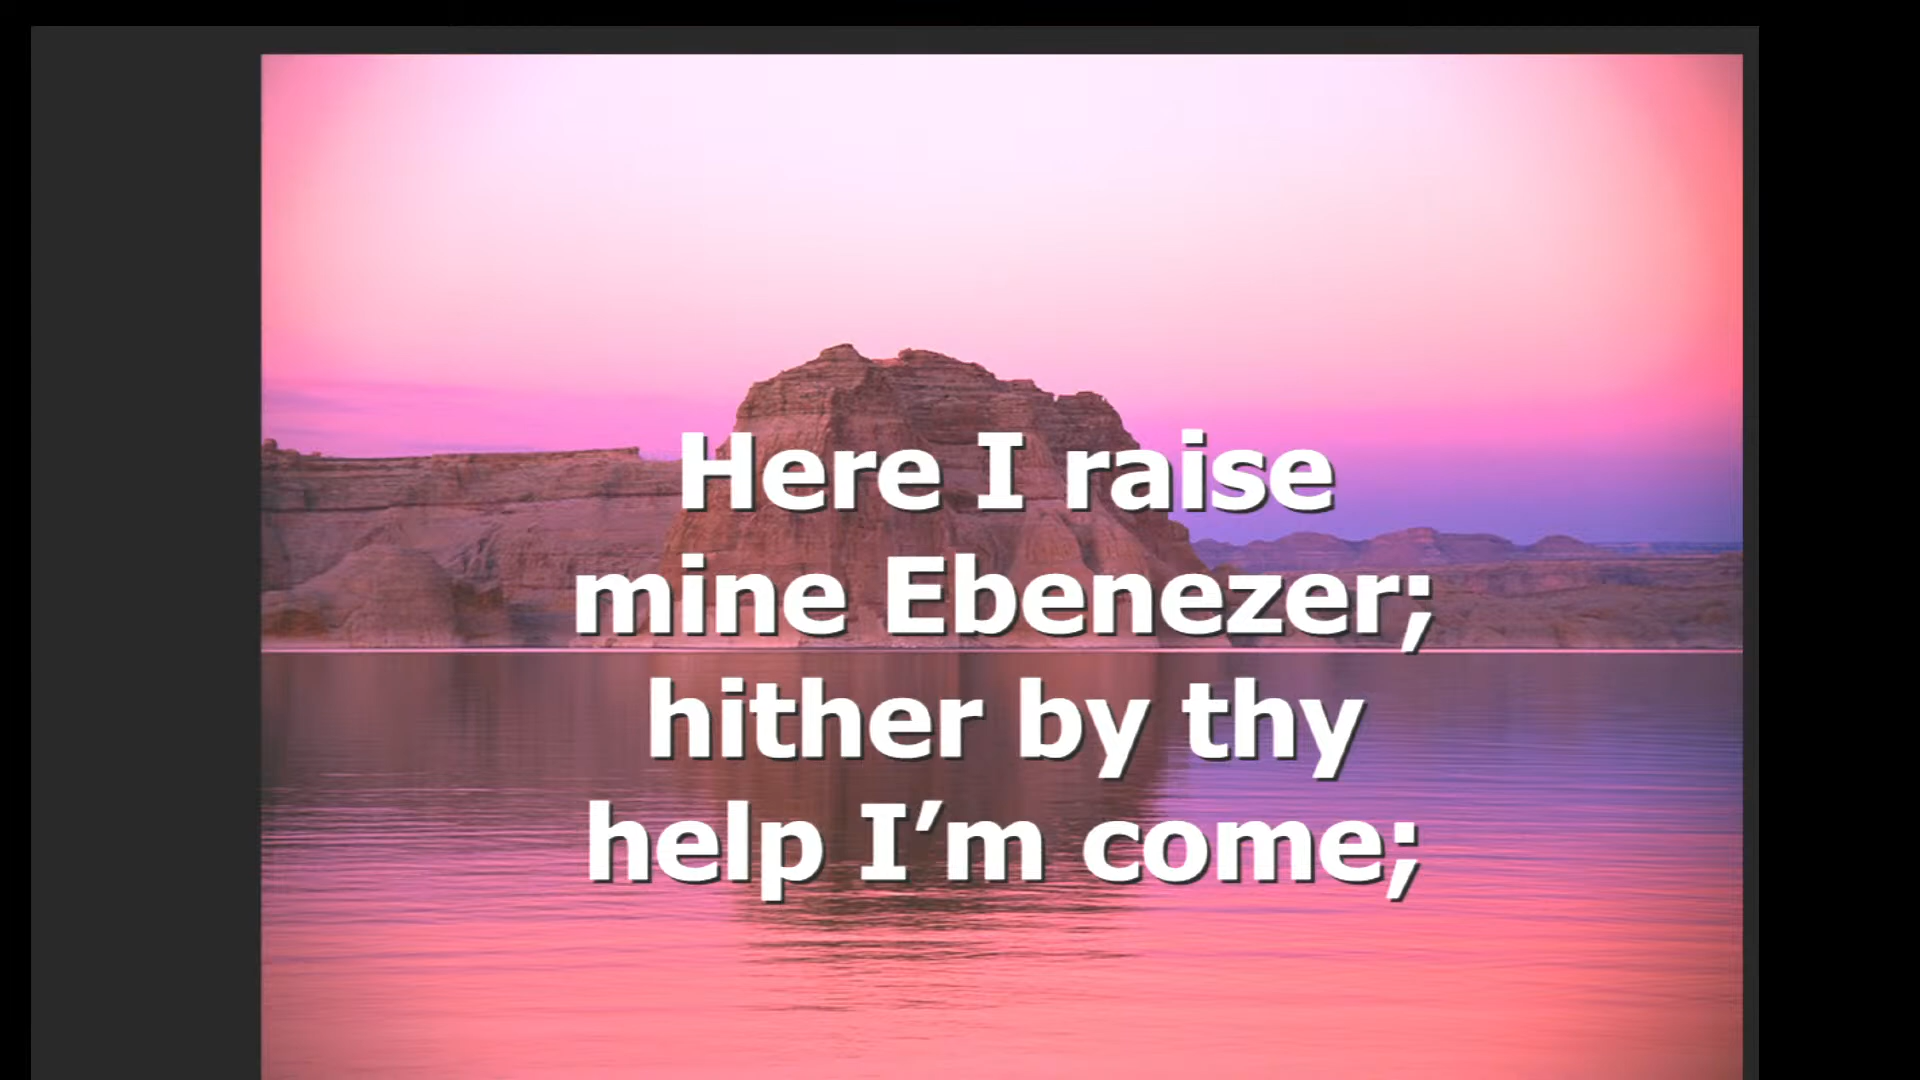 Here I raise
mine Ebenezer;
hither by thy
help I’m come;